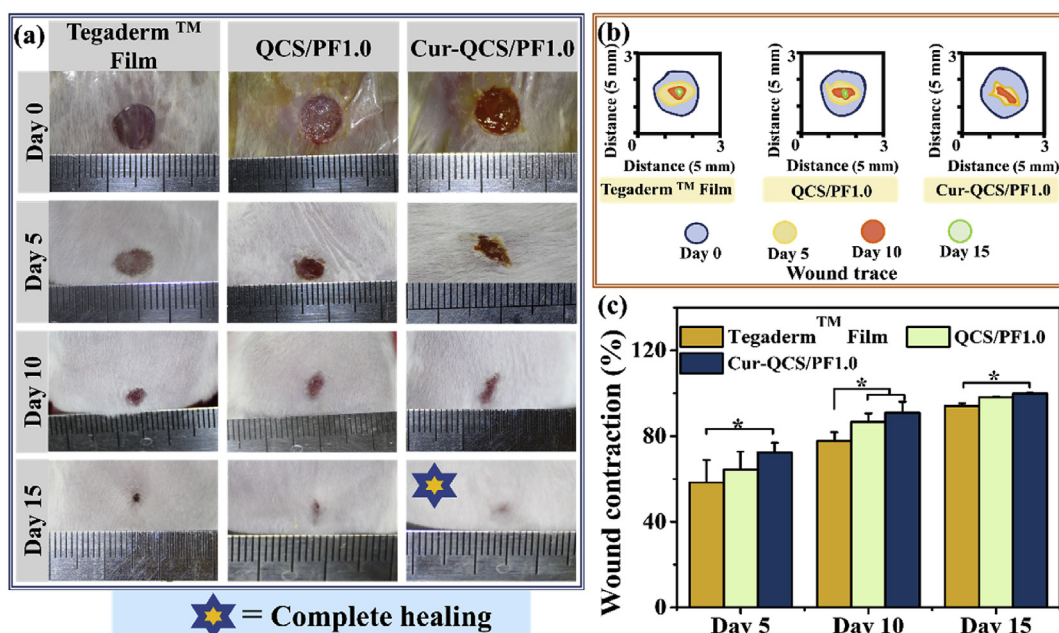 (a)
Tegaderm TM
Film
QCS/PF1.0
Cur-QCS/PF1.0
Day 0
Day 5
Day 10
Day 15
= Complete healing
(b)
3
Distance (5 mm)
3
Distance (5 mm)
Tegaderm TM Film
3
Distance (5 mm)
3
Distance (5 mm)
QCS/PF1.0
3
Distance (5 mm)
3
Distance (5 mm)
Cur-QCS/PF1.0
Day 0
Day 5
Day 10
Day 15
Wound trace
(c)
Wound contraction (%)
120
80
40
0
Tegaderm TM Film
QCS/PF1.0
Cur-QCS/PF1.0
*
*
*
Day 5
Day 10
Day 15